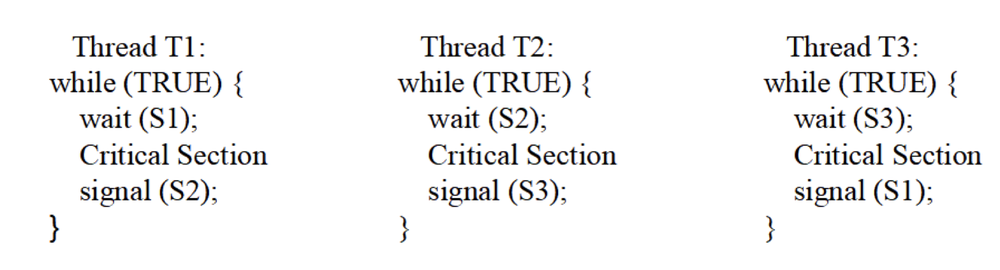 Thread T1:
while (TRUE) {
wait (S1);
Critical Section
signal (S2);
}
Thread T2:
while (TRUE) {
wait (S2);
Critical Section
signal (S3);
}
Thread T3:
while (TRUE) {
wait (S3);
Critical Section
signal (S1);
}